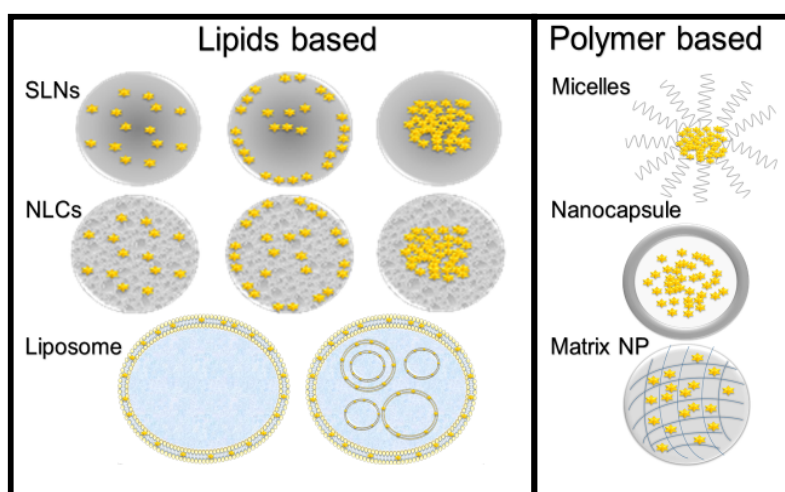 Lipids based
SLNs
NLCs
Liposome
Polymer based
Micelles
Nanocapsule
Matrix NP